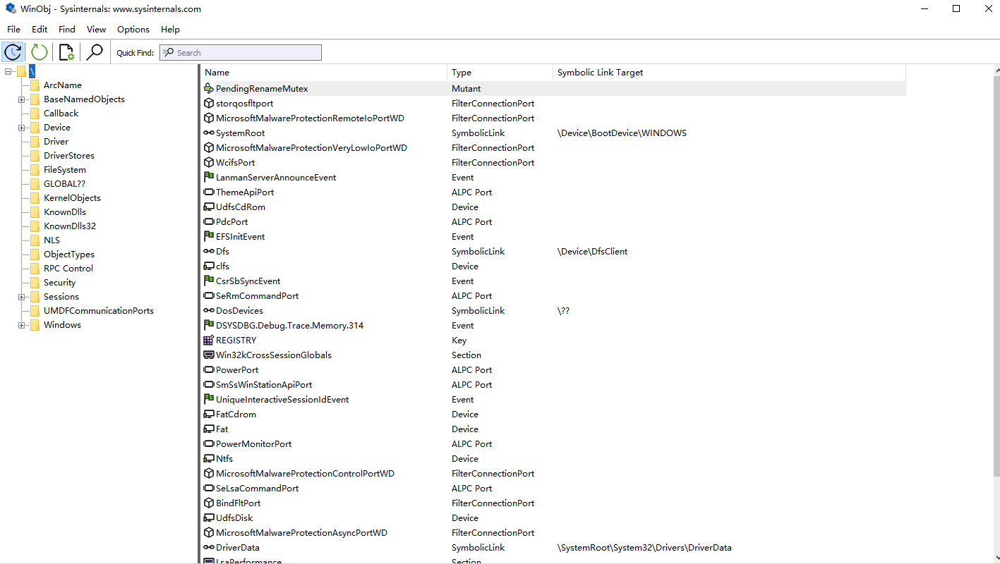 WinObj - Sysinternals: www.sysinternals.com
File Edit Find View Options Help
Quick Find: Search
\
ArcName
BaseNamedObjects
Callback
Device
Driver
DriverStores
FileSystem
GLOBAL??
KernelObjects
KnownDlls
KnownDlls32
NLS
ObjectTypes
RPC Control
Security
Sessions
UMDFCommunicationPorts
Windows
Name Type Symbolic Link Target
PendingRenameMutex Mutant
storqosfltport FilterConnectionPort
MicrosoftMalwareProtectionRemoteIoPortWD FilterConnectionPort
SystemRoot SymbolicLink \Device\BootDevice\WINDOWS
MicrosoftMalwareProtectionVeryLowIoPortWD FilterConnectionPort
WcifsPort FilterConnectionPort
LanmanServerAnnounceEvent Event
ThemeApiPort ALPC Port
UdfsCdRom Device
PdcPort ALPC Port
EFSInitEvent Event
Dfs SymbolicLink \Device\DfsClient
clfs Device
CsrSbSyncEvent Event
SeRmCommandPort ALPC Port
DosDevices SymbolicLink \??
DSYSDBG.Debug.Trace.Memory.314 Event
REGISTRY Key
Win32kCrossSessionGlobals Section
PowerPort ALPC Port
SmSsWinStationApiPort ALPC Port
UniqueInteractiveSessionIdEvent Event
FatCdrom Device
Fat Device
PowerMonitorPort ALPC Port
Ntfs Device
MicrosoftMalwareProtectionControlPortWD FilterConnectionPort
SeLsaCommandPort ALPC Port
BindFltPort FilterConnectionPort
UdfsDisk Device
MicrosoftMalwareProtectionAsyncPortWD FilterConnectionPort
DriverData SymbolicLink \SystemRoot\System32\Drivers\DriverData
LsaPerformance Section